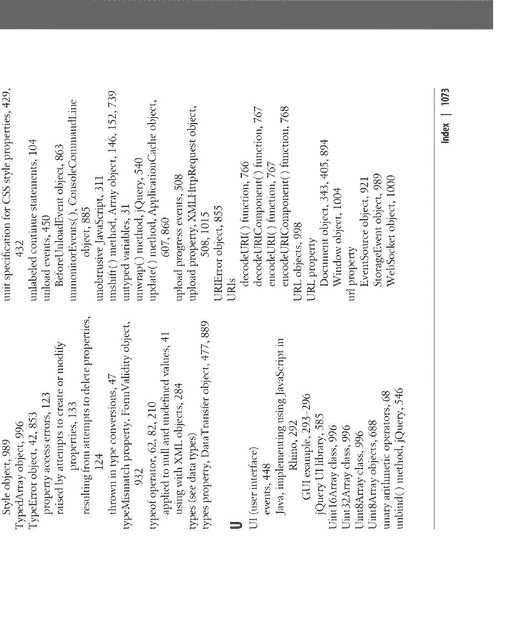 Style object, 989
TypedArray object, 996
TypeError object, 42, 853
property access errors, 123
raised by attempts to create or modify
properties, 133
resulting from attempts to delete properties,
124
thrown in type conversions, 47
typeMismatch property, FormValidity object,
932
typeof operator, 62, 82, 210
applied to null and undefined values, 41
using with XML objects, 284
types (see data types)
types property, DataTransfer object, 477, 889
U
UI (user interface)
events, 448
Java, implementing using JavaScript in
Rhino, 292
GUI example, 293–296
jQuery UI library, 585
Uint16Array class, 996
Uint32Array class, 996
Uint8Array class, 996
Uint8Array objects, 688
unary arithmetic operators, 68
unbind( ) method, jQuery, 546
unit specification for CSS style properties, 429,
432
unlabeled continue statements, 104
unload events, 450
BeforeUnloadEvent object, 863
unmonitorEvents( ), ConsoleCommandLine
object, 885
unobtrusive JavaScript, 311
unshift( ) method, Array object, 146, 152, 739
untyped variables, 31
unwrap( ) method, jQuery, 540
update( ) method, ApplicationCache object,
607, 860
upload progress events, 508
upload property, XMLHttpRequest object,
508, 1015
URIError object, 855
URIs
decodeURI( ) function, 766
decodeURIComponent( ) function, 767
encodeURI( ) function, 767
encodeURIComponent( ) function, 768
URL objects, 998
URL property
Document object, 343, 405, 894
Window object, 1004
url property
EventSource object, 921
StorageEvent object, 989
WebSocket object, 1000
Index | 1073